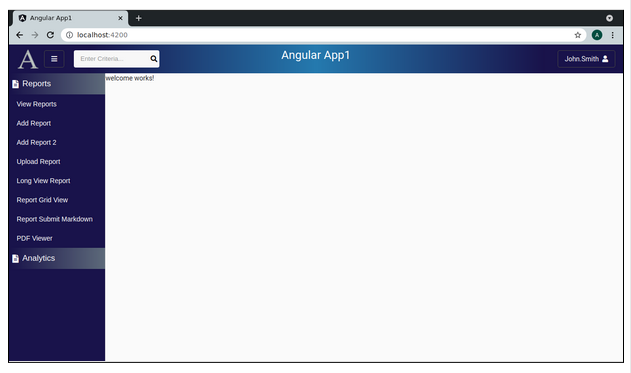 Angular App1
localhost:4200
A
A
Enter Criteria...
Angular App1
John.Smith
Reports
welcome works!
View Reports
Add Report
Add Report 2
Upload Report
Long View Report
Report Grid View
Report Submit Markdown
PDF Viewer
Analytics